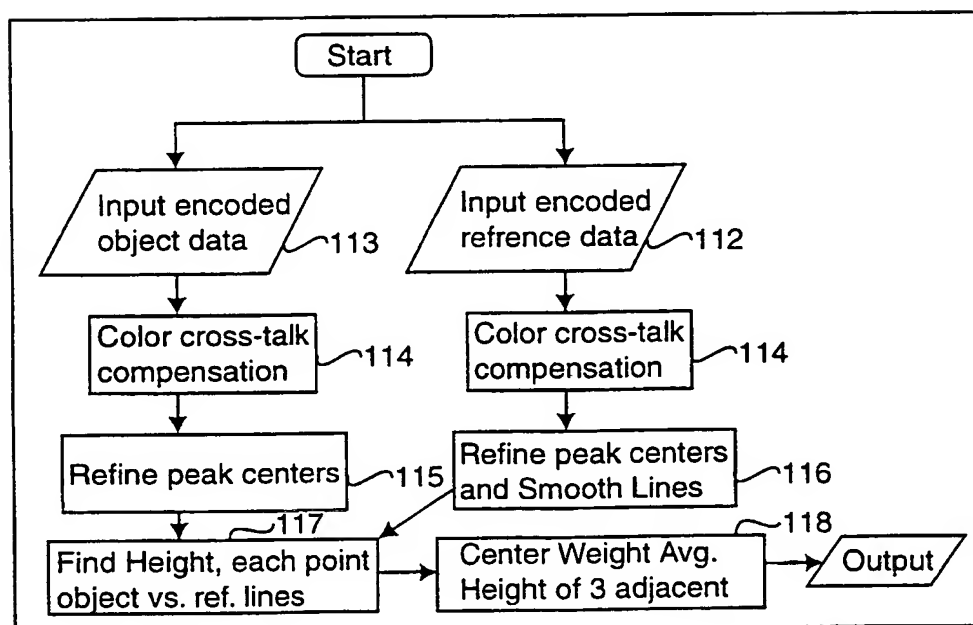 Start
Input encoded
object data
113
Input encoded
refrence data
112
Color cross-talk
compensation
114
Color cross-talk
compensation
114
Refine peak centers
115
Refine peak centers
and Smooth Lines
116
117
Find Height, each point
object vs. ref. lines
118
Center Weight Avg.
Height of 3 adjacent
Output